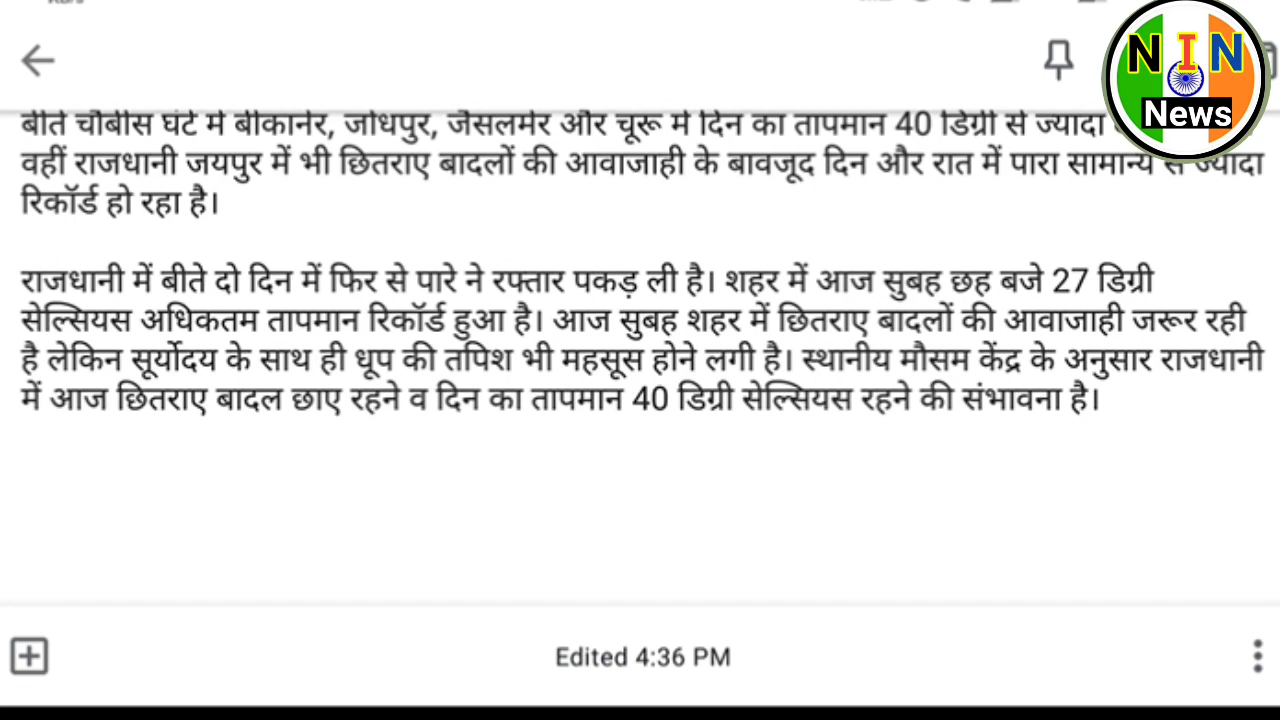 NIN
News
बीते चौबीस घंटे में बीकानेर, जोधपुर, जैसलमेर और चूरू में दिन का तापमान 40 डिग्री से ज्यादा
वहीं राजधानी जयपुर में भी छितराए बादलों की आवाजाही के बावजूद दिन और रात में पारा सामान्य से ज्यादा
रिकॉर्ड हो रहा है।
राजधानी में बीते दो दिन में फिर से पारे ने रफ्तार पकड़ ली है। शहर में आज सुबह छह बजे 27 डिग्री
सेल्सियस अधिकतम तापमान रिकॉर्ड हुआ है। आज सुबह शहर में छितराए बादलों की आवाजाही जरूर रही
है लेकिन सूर्योदय के साथ ही धूप की तपिश भी महसूस होने लगी है। स्थानीय मौसम केंद्र के अनुसार राजधानी
में आज छितराए बादल छाए रहने व दिन का तापमान 40 डिग्री सेल्सियस रहने की संभावना है।
Edited 4:36 PM